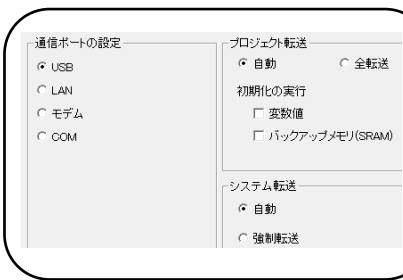 通信ポートの設定
USB
LAN
モデム
COM
プロジェクト転送
自動 全転送
初期化の実行
変数値
バックアップメモリ(SRAM)
システム転送
自動
強制転送